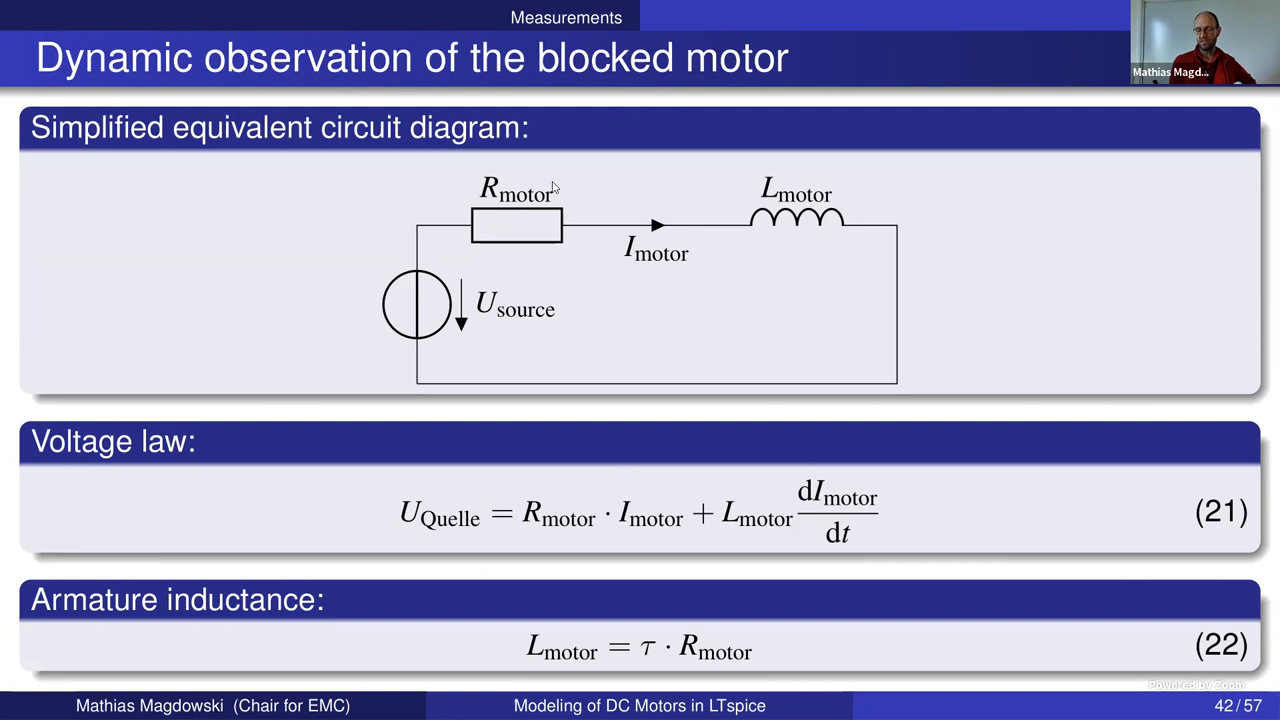 Measurements
Dynamic observation of the blocked motor
Mathias Magd...
Simplified equivalent circuit diagram:
R_motor
L_motor
I_motor
U_source
Voltage law:
U_Quelle = R_motor · I_motor + L_motor dI_motor/dt (21)
Armature inductance:
L_motor = τ · R_motor (22)
Powered by Zoom
Mathias Magdowski (Chair for EMC) Modeling of DC Motors in LTspice 42 / 57